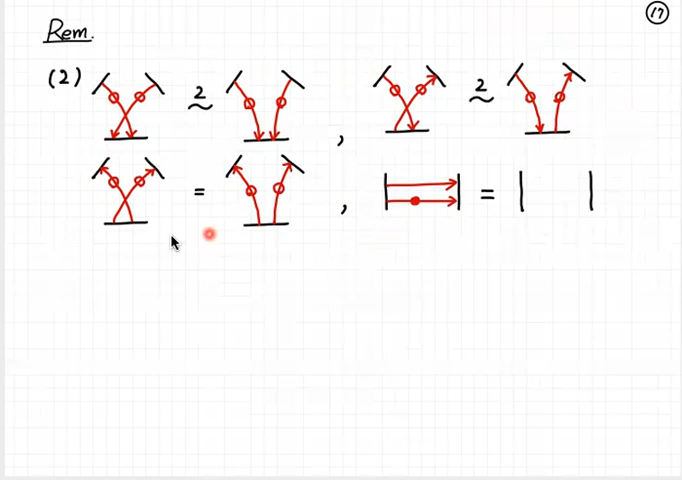 ⑰
Rem.
(2) 2 ~ , 2 ~
= , =